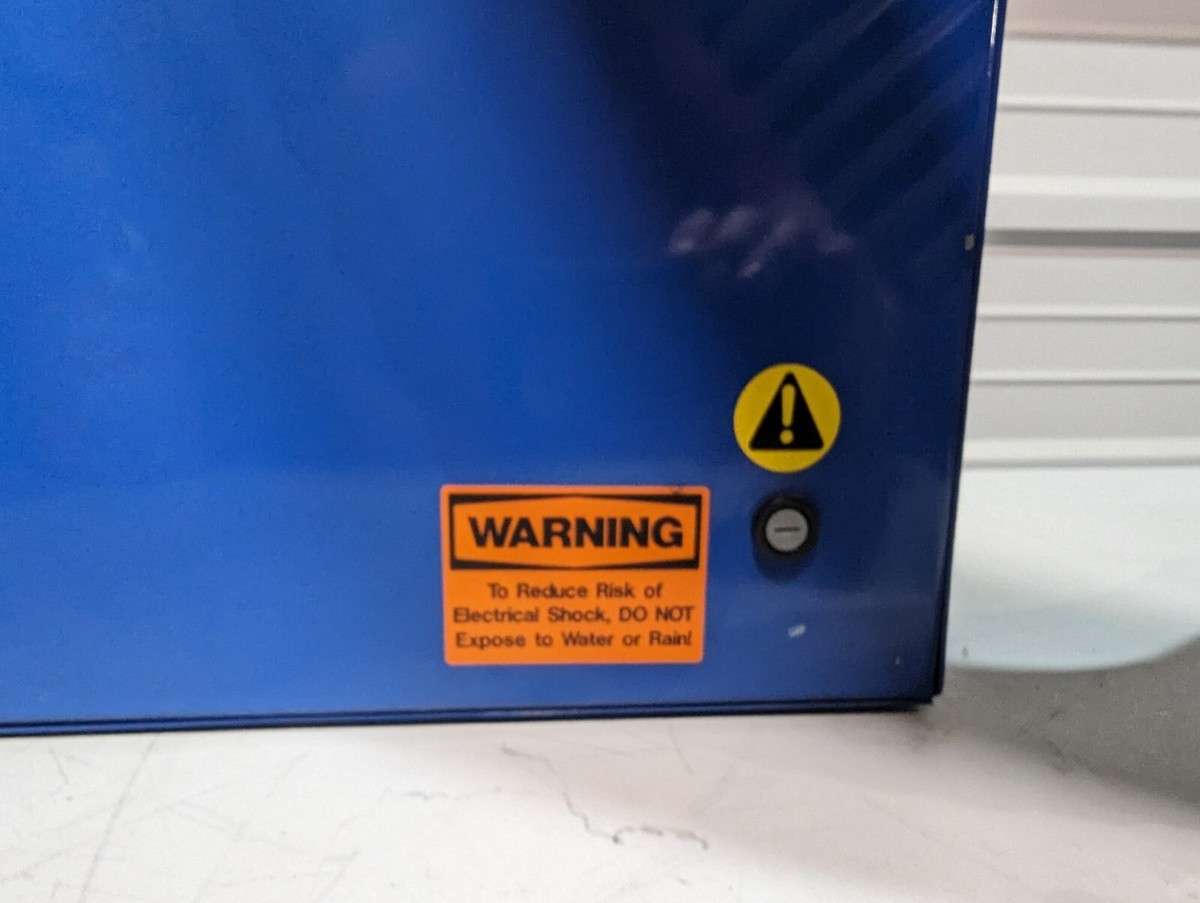 WARNING
To Reduce Risk of
Electrical Shock, DO NOT
Expose to Water or Rain!